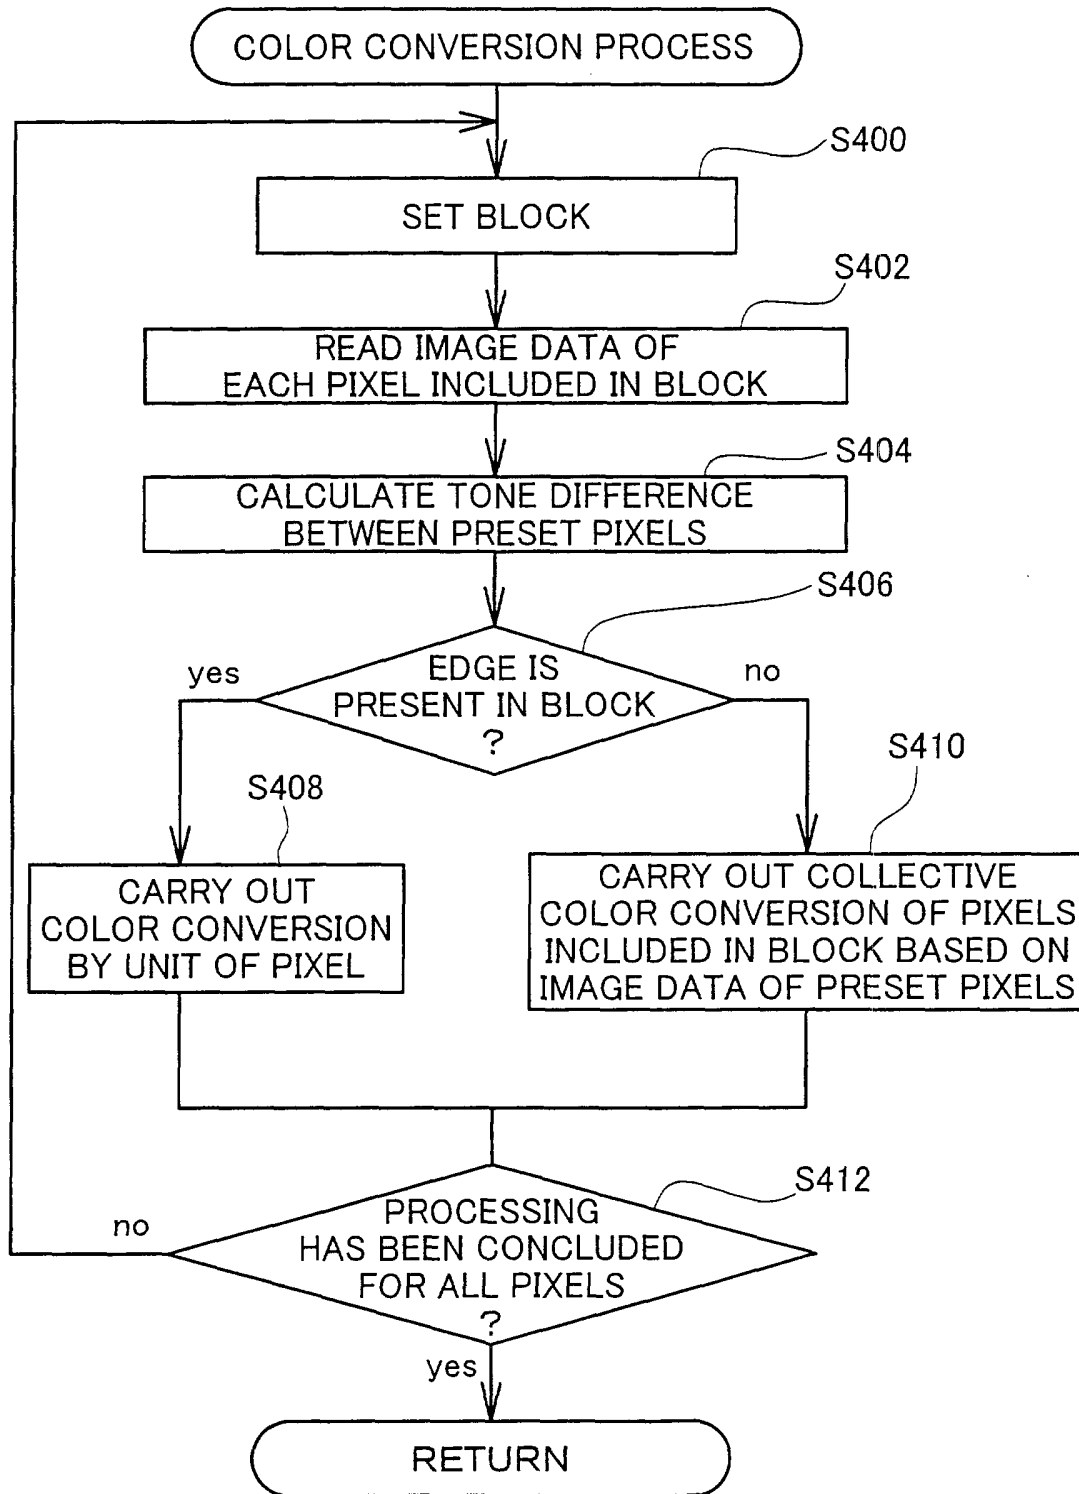 COLOR CONVERSION PROCESS
S400
SET BLOCK
S402
READ IMAGE DATA OF
EACH PIXEL INCLUDED IN BLOCK
S404
CALCULATE TONE DIFFERENCE
BETWEEN PRESET PIXELS
S406
yes
EDGE IS
PRESENT IN BLOCK
?
no
S408
CARRY OUT
COLOR CONVERSION
BY UNIT OF PIXEL
S410
CARRY OUT COLLECTIVE
COLOR CONVERSION OF PIXELS
INCLUDED IN BLOCK BASED ON
IMAGE DATA OF PRESET PIXELS
S412
no
PROCESSING
HAS BEEN CONCLUDED
FOR ALL PIXELS
?
yes
RETURN